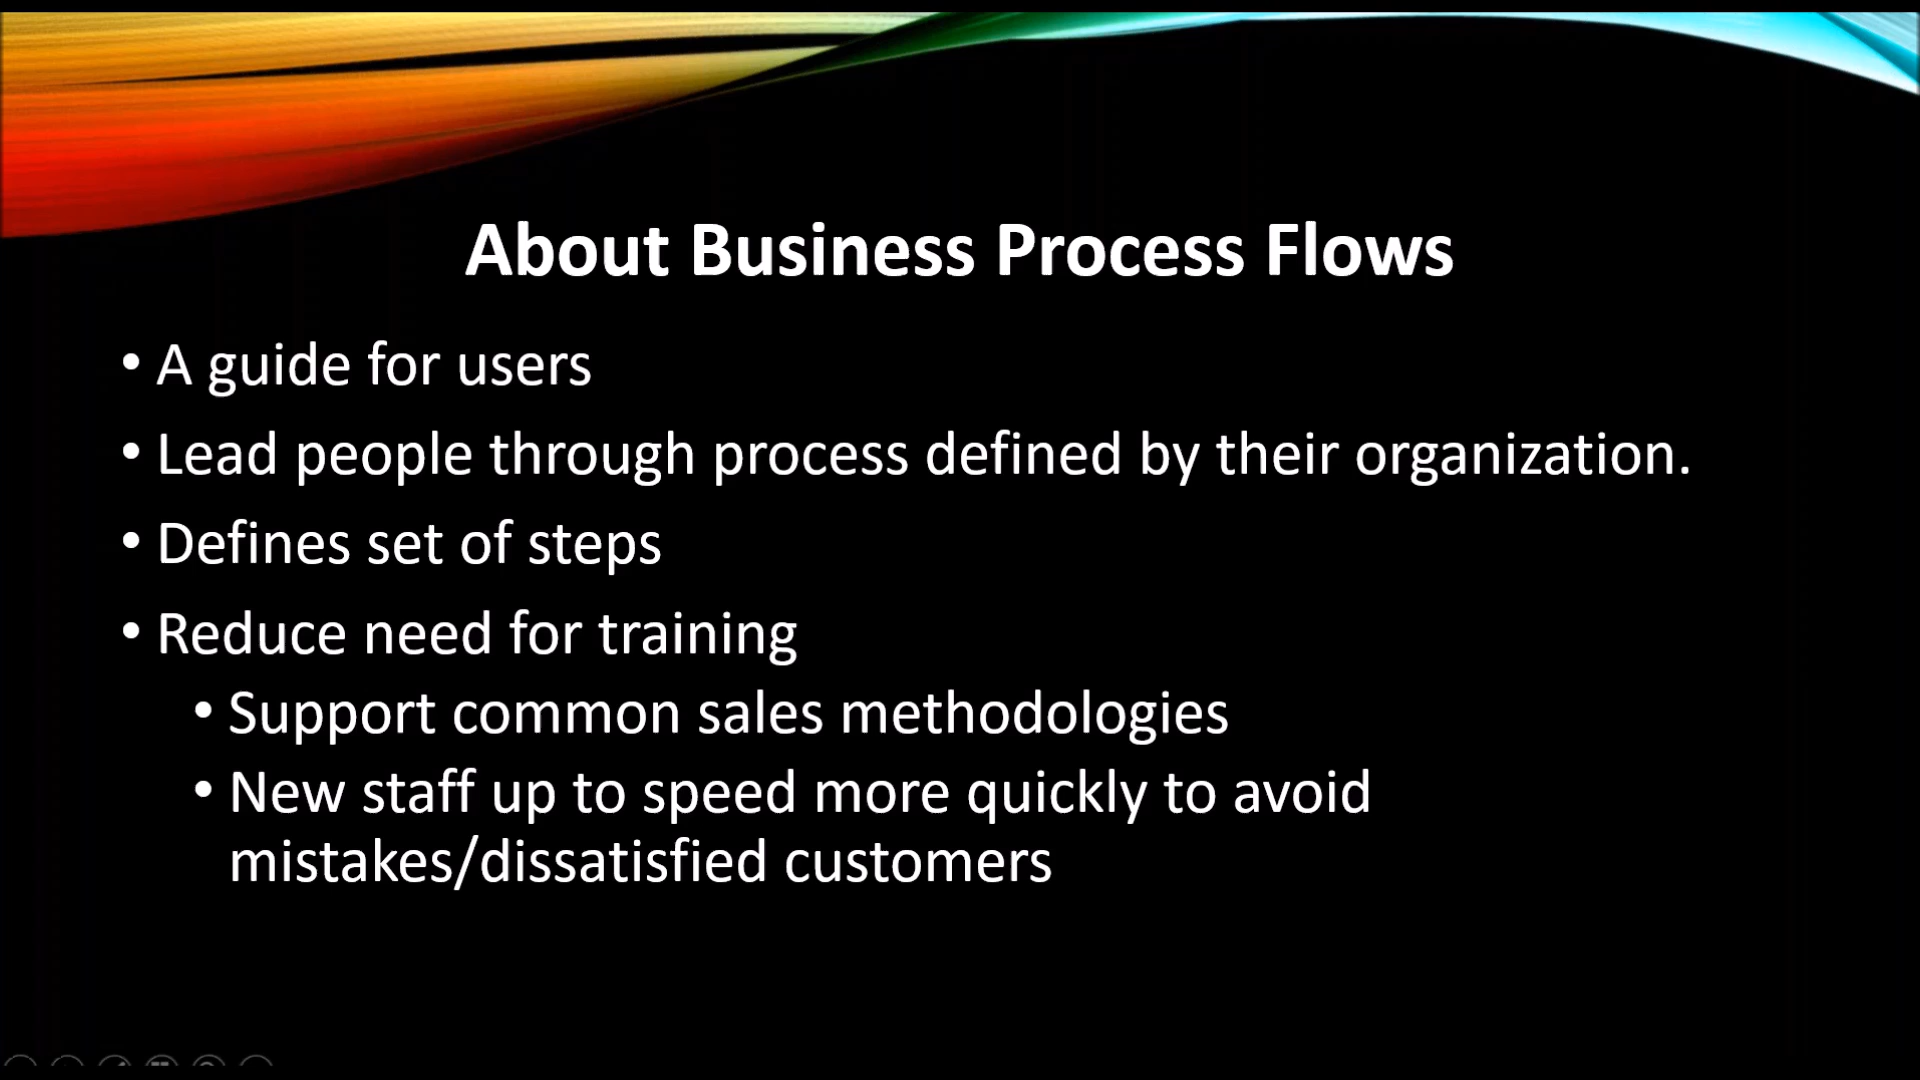 About Business Process Flows
• A guide for users
• Lead people through process defined by their organization.
• Defines set of steps
• Reduce need for training
• Support common sales methodologies
• New staff up to speed more quickly to avoid
mistakes/dissatisfied customers